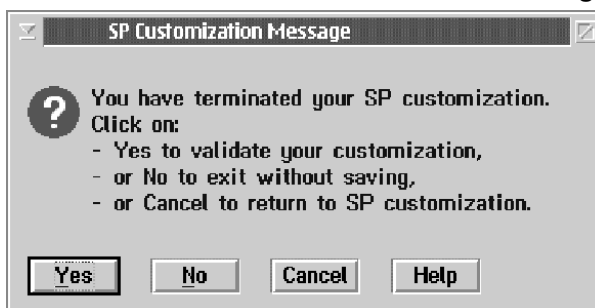 SP Customization Message
You have terminated your SP customization.
Click on:
- Yes to validate your customization,
- or No to exit without saving,
- or Cancel to return to SP customization.
Yes No Cancel Help